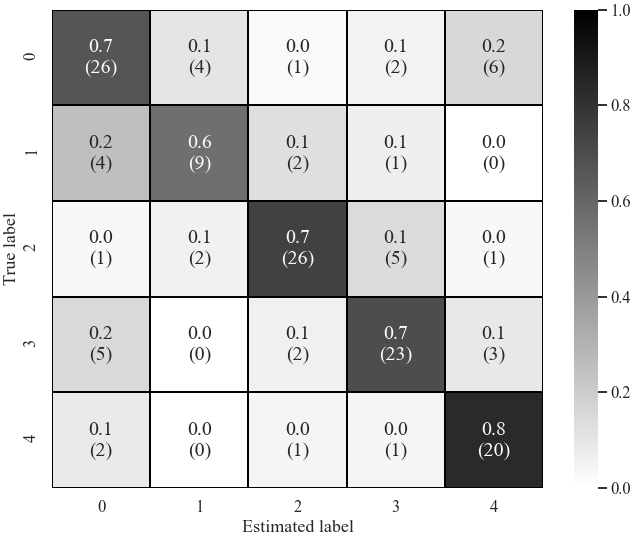 0.7 0.1 0.0 0.1 0.2
(26) (4) (1) (2) (6)
0
0.2 0.6 0.1 0.1 0.0
(4) (9) (2) (1) (0)
1
0.0 0.1 0.7 0.1 0.0
(1) (2) (26) (5) (1)
2
0.2 0.0 0.1 0.7 0.1
(5) (0) (2) (23) (3)
3
0.1 0.0 0.0 0.0 0.8
(2) (0) (1) (1) (20)
4
True label
0 1 2 3 4
Estimated label
1.0
0.8
0.6
0.4
0.2
0.0